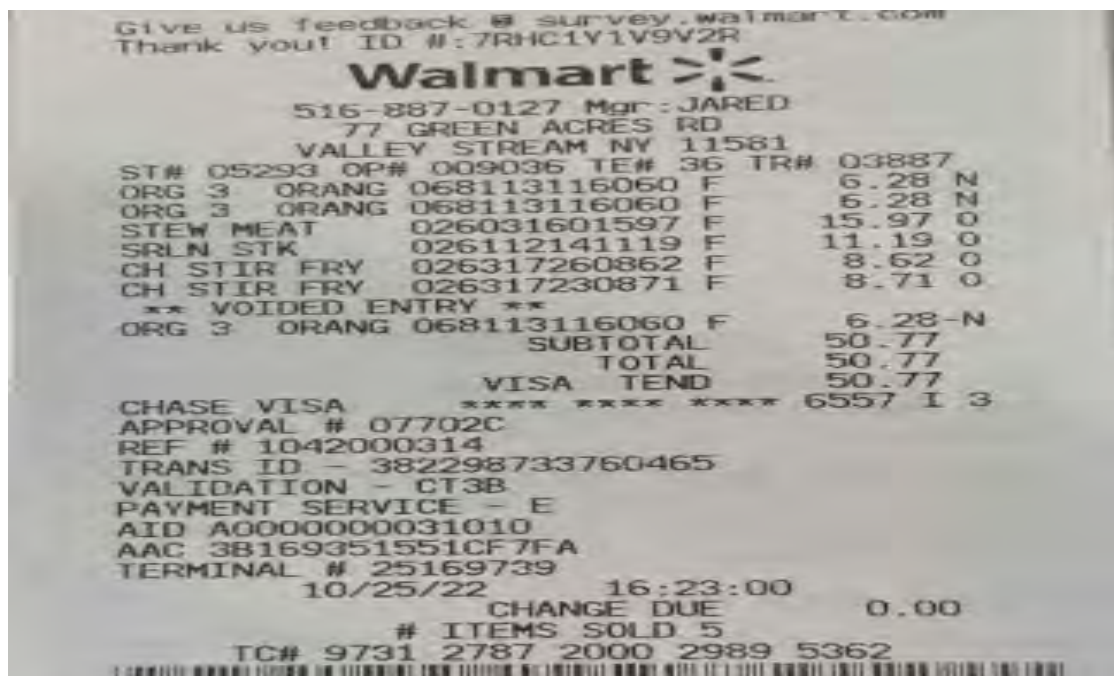 Give us feedback @ survey.walmart.com
Thank you! ID #:7RHC1Y1V9V2R
Walmart
516-887-0127 Mgr:JARED
77 GREEN ACRES RD
VALLEY STREAM NY 11581
ST# 05293 OP# 009036 TE# 36 TR# 03887
ORG 3 ORANG 068113116060 F 6.28 N
ORG 3 ORANG 068113116060 F 6.28 N
STEW MEAT 026031601597 F 15.97 O
SRLN STK 026112141119 F 11.19 O
CH STIR FRY 026317260862 F 8.62 O
CH STIR FRY 026317230871 F 8.71 O
** VOIDED ENTRY **
ORG 3 ORANG 068113116060 F 6.28-N
SUBTOTAL 50.77
TOTAL 50.77
VISA TEND 50.77
CHASE VISA **** **** **** 6557 I 3
APPROVAL # 07702C
REF # 10420000314
TRANS ID - 382298733760465
VALIDATION - CT3B
PAYMENT SERVICE - E
AID A0000000031010
AAC 3B169351551CF7FA
TERMINAL # 25169739
10/25/22 16:23:00
CHANGE DUE 0.00
# ITEMS SOLD 5
TC# 9731 2787 2000 2989 5362